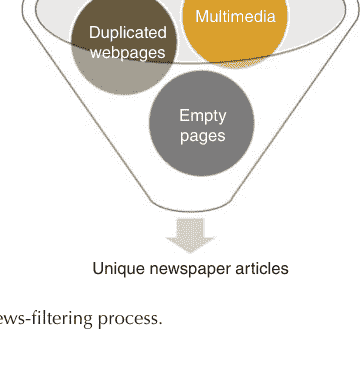 Multimedia
Duplicated
webpages
Empty
pages
Unique newspaper articles
ews-filtering process.